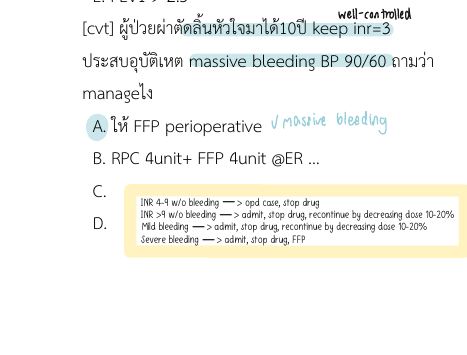 well-controlled
[cvt] ผู้ป่วยผ่าตัดลิ้นหัวใจมาได้10ปี keep inr=3
ประสบอุบัติเหต massive bleeding BP 90/60 ถามว่า
manageไง
A. ให้ FFP perioperative √ massive bleeding
B. RPC 4unit+ FFP 4unit @ER ...
C.
INR 4-9 w/o bleeding —> opd case, stop drug
INR >9 w/o bleeding —> admit, stop drug, recontinue by decreasing dose 10-20%
D.
Mild bleeding —> admit, stop drug, recontinue by decreasing dose 10-20%
Severe bleeding —> admit, stop drug, FFP